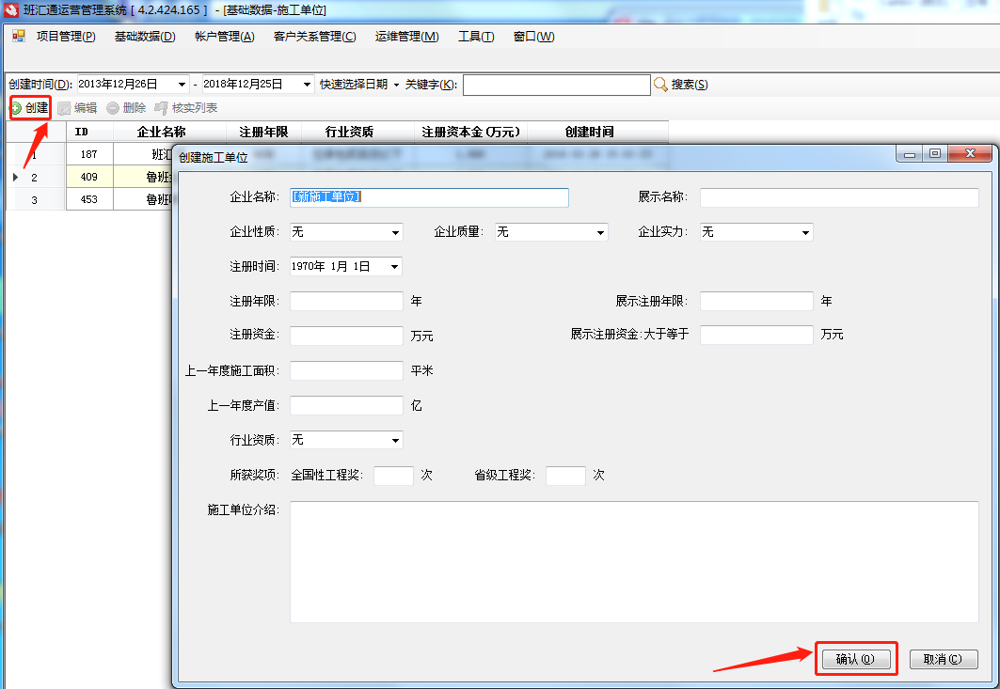 班汇通运营管理系统 [ 4.2.424.165 ] - [基础数据-施工单位]
项目管理(P) 基础数据(D) 帐户管理(A) 客户关系管理(C) 运维管理(M) 工具(T) 窗口(W)
创建时间(D): 2013年12月26日 - 2018年12月25日 快速选择日期 关键字(K): 搜索(S)
创建 编辑 删除 核实列表
ID 企业名称 注册年限 行业资质 注册资本金(万元) 创建时间
1 187 班汇
2 409 鲁班
3 453 鲁班
创建施工单位
企业名称: [新施工单位] 展示名称:
企业性质: 无 企业质量: 无 企业实力: 无
注册时间: 1970年 1月 1日
注册年限: 年 展示注册年限: 年
注册资金: 万元 展示注册资金:大于等于 万元
上一年度施工面积: 平米
上一年度产值: 亿
行业资质: 无
所获奖项: 全国性工程奖: 次 省级工程奖: 次
施工单位介绍:
确认(O) 取消(C)